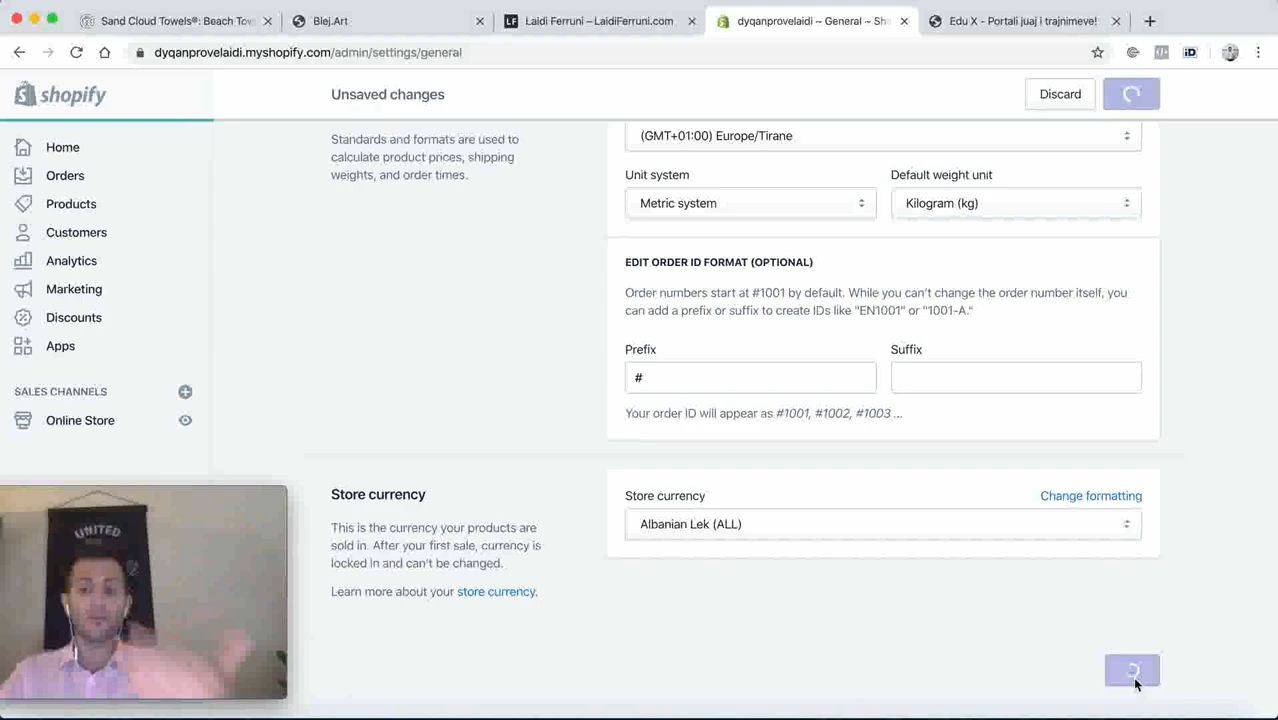 Sand Cloud Towels®: Beach Tow
Blej.Art
LF Laidi Ferruni – LaidiFerruni.com
dyqanprovelaidi ~ General ~ Sh
Edu X - Portali juaj i trajnimeve!
dyqanprovelaidi.myshopify.com/admin/settings/general
iD
shopify
Unsaved changes
Discard
Home
Orders
Products
Customers
Analytics
Marketing
Discounts
Apps
SALES CHANNELS
Online Store
Standards and formats are used to
calculate product prices, shipping
weights, and order times.
(GMT+01:00) Europe/Tirane
Unit system
Default weight unit
Metric system
Kilogram (kg)
EDIT ORDER ID FORMAT (OPTIONAL)
Order numbers start at #1001 by default. While you can't change the order number itself, you
can add a prefix or suffix to create IDs like "EN1001" or "1001-A."
Prefix
Suffix
#
Your order ID will appear as #1001, #1002, #1003 ...
Store currency
This is the currency your products are
sold in. After your first sale, currency is
locked in and can't be changed.
Learn more about your store currency.
Store currency
Change formatting
Albanian Lek (ALL)
UNITED